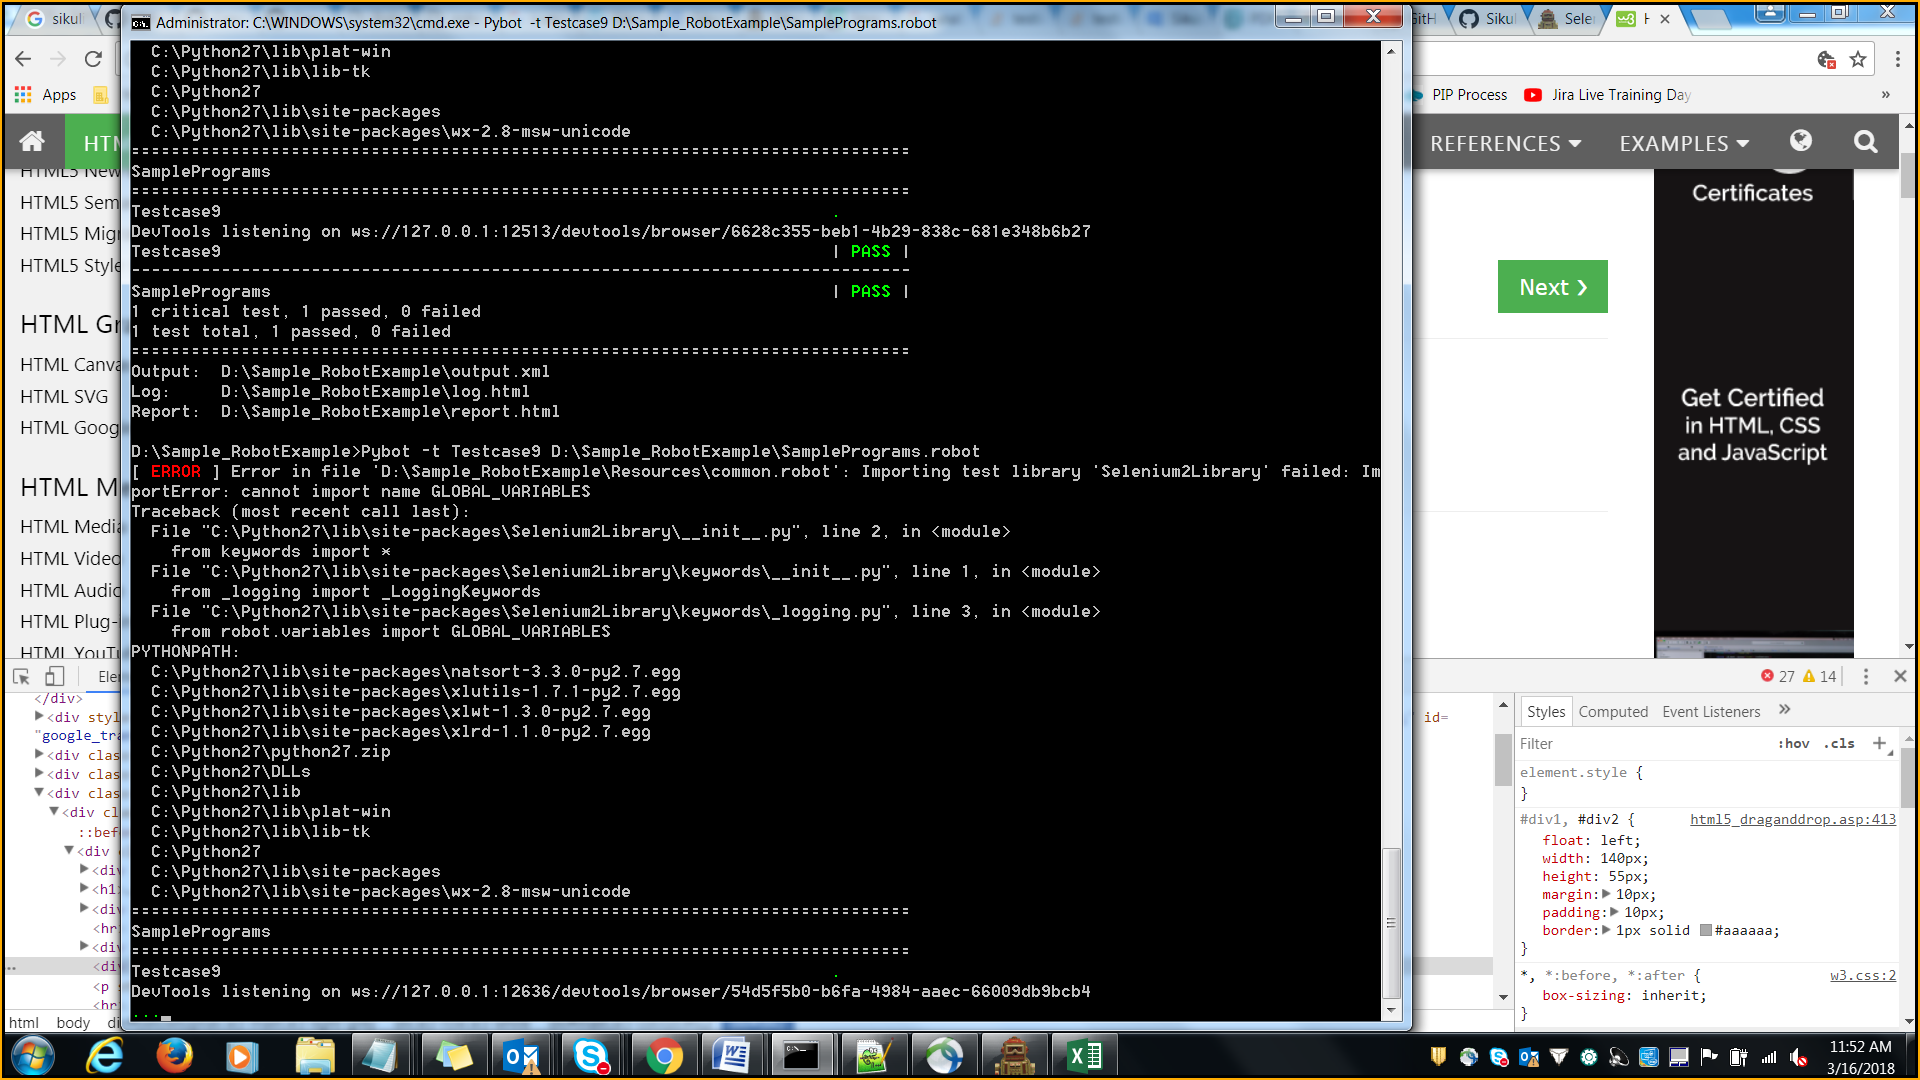 sikul
Administrator: C:\WINDOWS\system32\cmd.exe - Pybot -t Testcase9 D:\Sample_RobotExample\SamplePrograms.robot
GitH
Sikul
Sele
Apps
PIP Process
Jira Live Training Day
»
REFERENCES
EXAMPLES
HTML5 New
HTML5 Sem
HTML5 Migr
HTML5 Style
HTML Gr
HTML Canva
HTML SVG
HTML Goog
HTML M
HTML Media
HTML Video
HTML Audio
HTML Plug-
HTML YouTu
C:\Python27\lib\plat-win
C:\Python27\lib\lib-tk
C:\Python27
C:\Python27\lib\site-packages
C:\Python27\lib\site-packages\wx-2.8-msw-unicode
------------------------------------------------------------------------------
SamplePrograms
------------------------------------------------------------------------------
Testcase9 .
DevTools listening on ws://127.0.0.1:12513/devtools/browser/6628c355-beb1-4b29-838c-681e348b6b27
Testcase9 | PASS |
------------------------------------------------------------------------------
SamplePrograms | PASS |
1 critical test, 1 passed, 0 failed
1 test total, 1 passed, 0 failed
------------------------------------------------------------------------------
Output: D:\Sample_RobotExample\output.xml
Log: D:\Sample_RobotExample\log.html
Report: D:\Sample_RobotExample\report.html
D:\Sample_RobotExample>Pybot -t Testcase9 D:\Sample_RobotExample\SamplePrograms.robot
[ ERROR ] Error in file 'D:\Sample_RobotExample\Resources\common.robot': Importing test library 'Selenium2Library' failed: Im
portError: cannot import name GLOBAL_VARIABLES
Traceback (most recent call last):
File "C:\Python27\lib\site-packages\Selenium2Library\__init__.py", line 2, in <module>
from keywords import *
File "C:\Python27\lib\site-packages\Selenium2Library\keywords\__init__.py", line 1, in <module>
from _logging import _LoggingKeywords
File "C:\Python27\lib\site-packages\Selenium2Library\keywords\_logging.py", line 3, in <module>
from robot.variables import GLOBAL_VARIABLES
PYTHONPATH:
C:\Python27\lib\site-packages\natsort-3.3.0-py2.7.egg
C:\Python27\lib\site-packages\xlutils-1.7.1-py2.7.egg
C:\Python27\lib\site-packages\xlwt-1.3.0-py2.7.egg
C:\Python27\lib\site-packages\xlrd-1.1.0-py2.7.egg
C:\Python27\python27.zip
C:\Python27\DLLs
C:\Python27\lib
C:\Python27\lib\plat-win
C:\Python27\lib\lib-tk
C:\Python27
C:\Python27\lib\site-packages
C:\Python27\lib\site-packages\wx-2.8-msw-unicode
------------------------------------------------------------------------------
SamplePrograms
------------------------------------------------------------------------------
Testcase9 .
DevTools listening on ws://127.0.0.1:12636/devtools/browser/54d5f5b0-b6fa-4984-aaec-66009db9bcb4
..._
Certificates
Next ❯
Get Certified
in HTML, CSS
and JavaScript
Ele
27 14
</div>
<div styl
"google_tra
<div clas
<div clas
<div clas
<div cl
::bef
<div
<div
<h1
<div
<hr
<div
<div
<p
<hr
html body di
id=
Styles Computed Event Listeners »
Filter :hov .cls +
element.style {
}
#div1, #div2 { html5_draganddrop.asp:413
float: left;
width: 140px;
height: 55px;
margin: 10px;
padding: 10px;
border: 1px solid #aaaaaa;
}
*, *:before, *:after { w3.css:2
box-sizing: inherit;
}
11:52 AM
3/16/2018